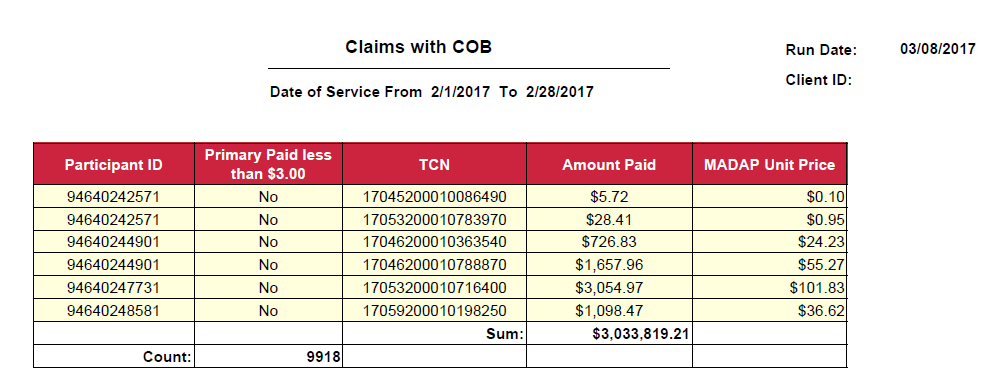 Claims with COB
Run Date: 03/08/2017
Client ID:
Date of Service From 2/1/2017 To 2/28/2017
Participant ID Primary Paid less than $3.00 TCN Amount Paid MADAP Unit Price
94640242571 No 17045200010086490 $5.72 $0.10
94640242571 No 17053200010783970 $28.41 $0.95
94640244901 No 17046200010363540 $726.83 $24.23
94640244901 No 17046200010788870 $1,657.96 $55.27
94640247731 No 17053200010716400 $3,054.97 $101.83
94640248581 No 17059200010198250 $1,098.47 $36.62
Sum: $3,033,819.21
Count: 9918